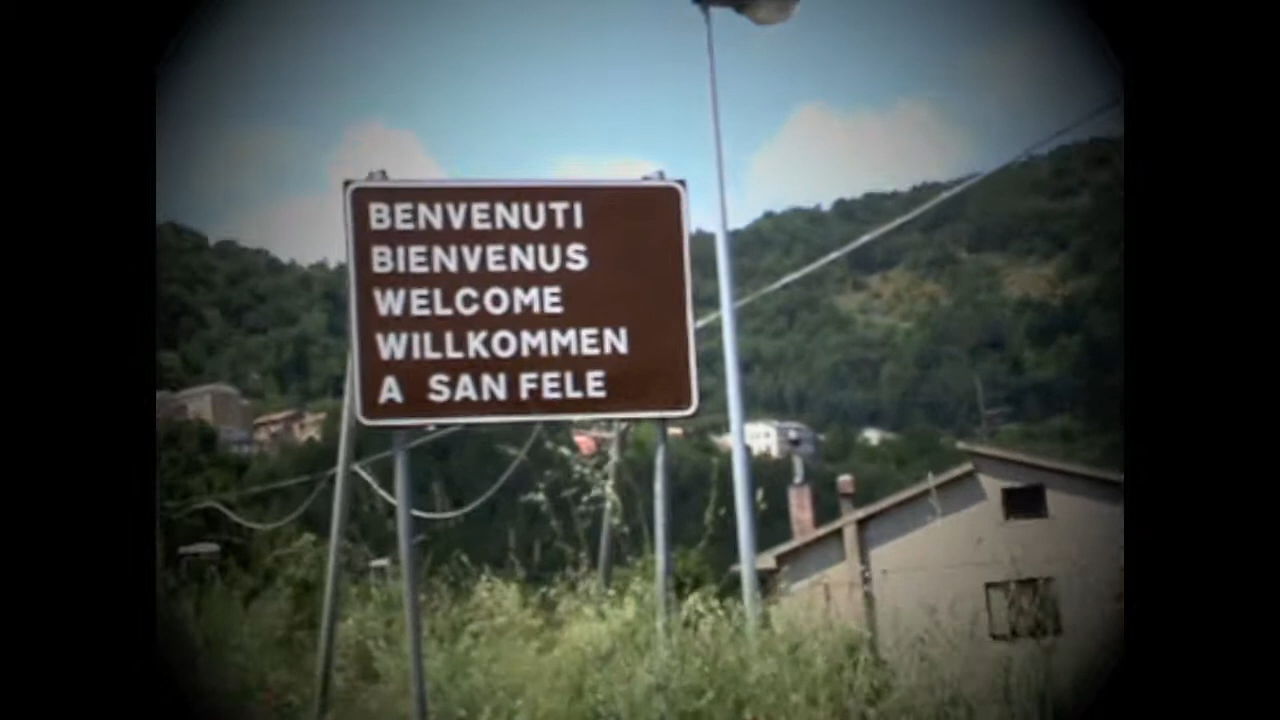 BENVENUTI
BIENVENUS
WELCOME
WILLKOMMEN
A SAN FELE